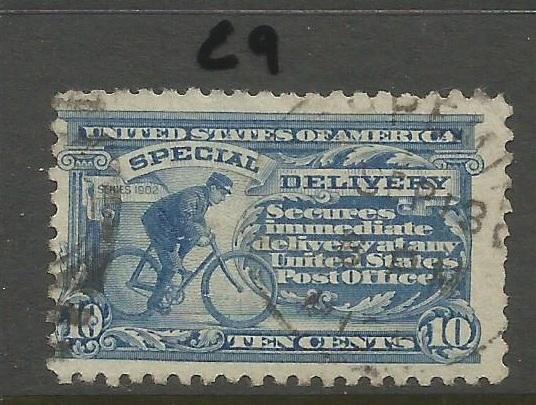 C9
UNITED STATES OF AMERICA
SPECIAL
DELIVERY
SERIES 1902
Secures
immediate
delivery at any
United States
Post Office
10
TEN CENTS
10